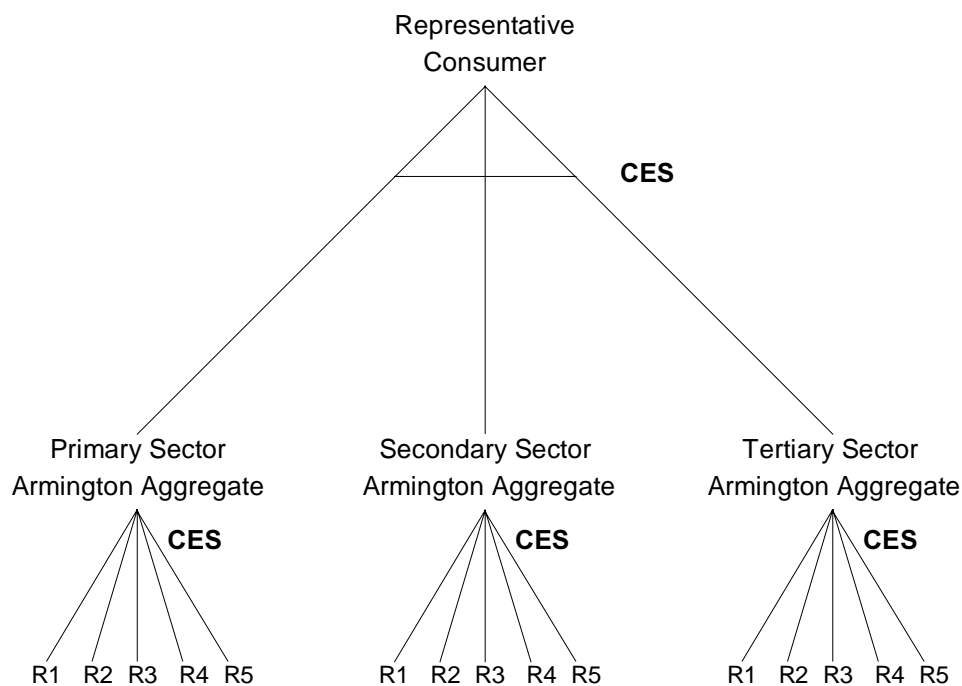 Representative
Consumer
CES
Primary Sector
Armington Aggregate
Secondary Sector
Armington Aggregate
Tertiary Sector
Armington Aggregate
CES
CES
CES
R1 R2 R3 R4 R5
R1 R2 R3 R4 R5
R1 R2 R3 R4 R5